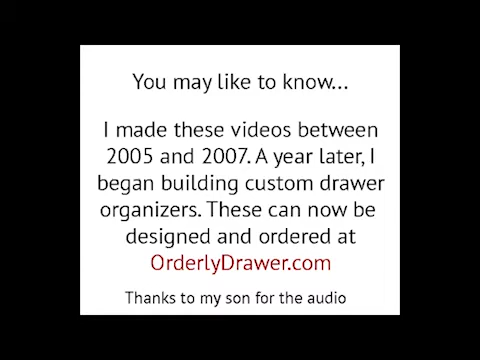 You may like to know...
I made these videos between
2005 and 2007. A year later, I
began building custom drawer
organizers. These can now be
designed and ordered at
OrderlyDrawer.com
Thanks to my son for the audio